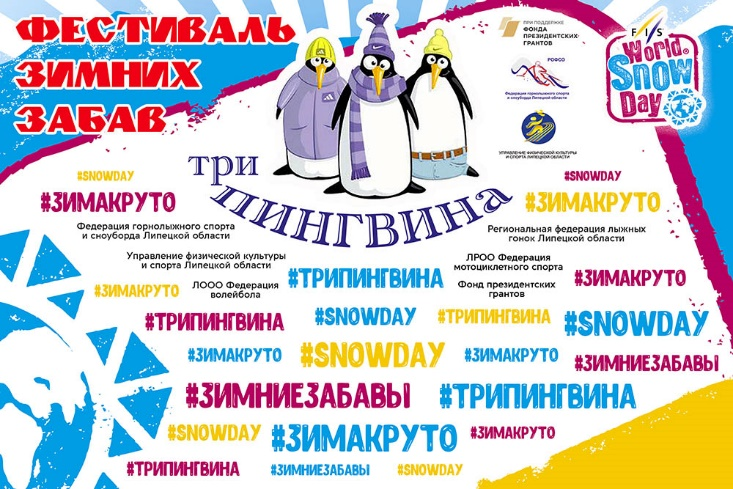 ФЕСТИВАЛЬ
ЗИМНИХ
ЗАБАВ
ПРИ ПОДДЕРЖКЕ
ФОНДА
ПРЕЗИДЕНТСКИХ
ГРАНТОВ
РОФСО
Федерация горнолыжного спорта
и сноуборда Липецкой области
УПРАВЛЕНИЕ ФИЗИЧЕСКОЙ КУЛЬТУРЫ
И СПОРТА ЛИПЕЦКОЙ ОБЛАСТИ
FIS
World
Snow
Day
три
пингвина
#SNOWDAY
#SNOWDAY
#ЗИМАКРУТО
#ЗИМАКРУТО
Федерация горнолыжного спорта
и сноуборда Липецкой области
Региональная федерация лыжных
гонок Липецкой области
Управление физической культуры
и спорта Липецкой области
#ТРИПИНГВИНА
ЛРОО Федерация
мотоциклетного спорта
#ЗИМАКРУТО
#ЗИМАКРУТО
ЛООО Федерация
волейбола
Фонд президентских
грантов
#ТРИПИНГВИНА
#SNOWDAY
#ТРИПИНГВИНА
#SNOWDAY
#ЗИМАКРУТО
#SNOWDAY
#ЗИМАКРУТО
#ЗИМНИЕЗАБАВЫ
#ЗИМНИЕЗАБАВЫ
#ТРИПИНГВИНА
#SNOWDAY
#ЗИМАКРУТО
#ЗИМАКРУТО
#ТРИПИНГВИНА
#ЗИМНИЕЗАБАВЫ
#SNOWDAY